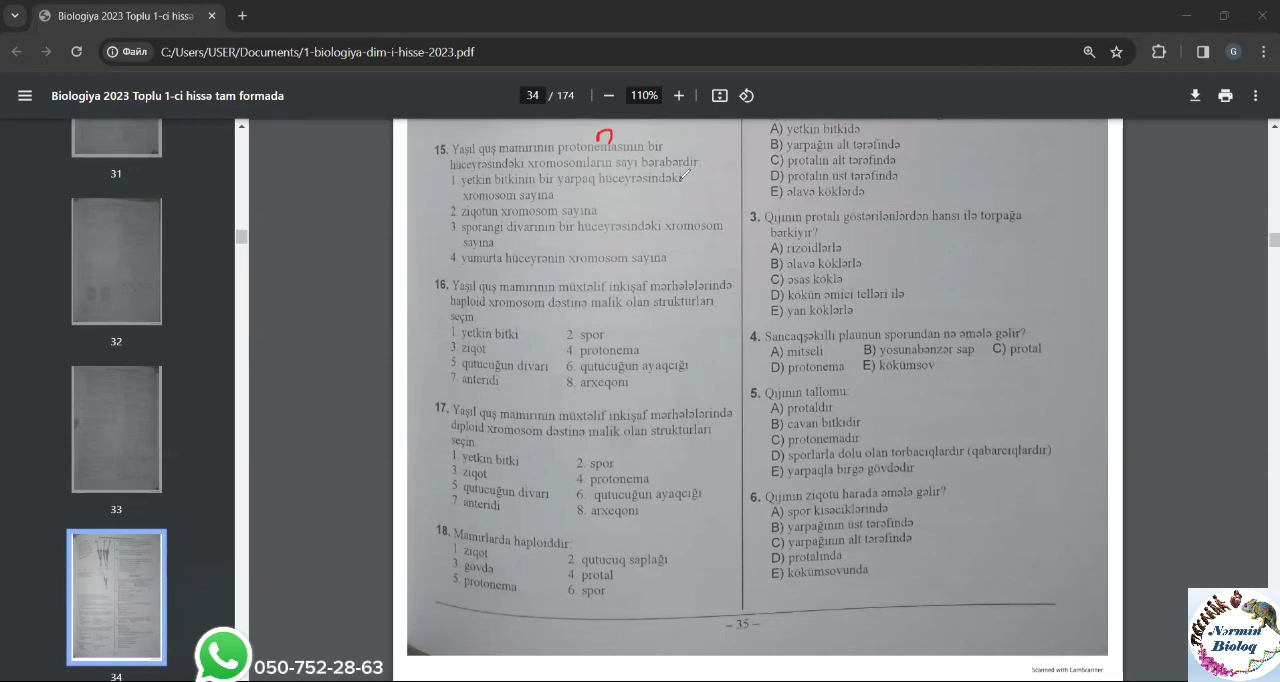 Biologiya 2023 Toplu 1-ci hissə
Файл
C:/Users/USER/Documents/1-biologiya-dim-i-hisse-2023.pdf
G
Biologiya 2023 Toplu 1-ci hissə tam formada
34 / 174
110%
31
32
33
34
n
15. Yaşıl quş mamırının protonemasının bir
hüceyrəsindəki xromosomların sayı bərabərdir:
1. yetkin bitkinin bir yarpaq hüceyrəsindəki
xromosom sayına
2. ziqotun xromosom sayına
3. sporangi divarının bir hüceyrəsindəki xromosom
sayına
4. yumurta hüceyrənin xromosom sayına
16. Yaşıl quş mamırının müxtəlif inkişaf mərhələlərində
haploid xromosom dəstinə malik olan strukturları
seçin.
1. yetkin bitki 2. spor
3. ziqot 4. protonema
5. qutucuğun divarı 6. qutucuğun ayaqcığı
7. anteridi 8. arxeqoni
17. Yaşıl quş mamırının müxtəlif inkişaf mərhələlərində
diploid xromosom dəstinə malik olan strukturları
seçin.
1. yetkin bitki 2. spor
3. ziqot 4. protonema
5. qutucuğun divarı 6. qutucuğun ayaqcığı
7. anteridi 8. arxeqoni
18. Mamırlarda haploiddir:
1. ziqot 2. qutucuq saplağı
3. gövdə 4. protal
5. protonema 6. spor
A) yetkin bitkidə
B) yarpağın alt tərəfində
C) protalın alt tərəfində
D) protalın üst tərəfində
E) əlavə köklərdə
3. Qıjının protalı göstərilənlərdən hansı ilə torpağa
bərkiyir?
A) rizoidlərlə
B) əlavə köklərlə
C) əsas köklə
D) kökün əmici telləri ilə
E) yan köklərlə
4. Sancaqşəkilli plaunun sporundan nə əmələ gəlir?
A) mitseli B) yosunabənzər sap C) protal
D) protonema E) kökümsov
5. Qıjının tallomu:
A) protaldır
B) cavan bitkidir
C) protonemadır
D) sporlarla dolu olan torbacıqlardır (qabarcıqlardır)
E) yarpaqla birgə gövdədir
6. Qıjının ziqotu harada əmələ gəlir?
A) spor kisəciklərində
B) yarpağının üst tərəfində
C) yarpağının alt tərəfində
D) protalında
E) kökümsovunda
– 35 –
Scanned with CamScanner
050-752-28-63
Nərmin
Bioloq